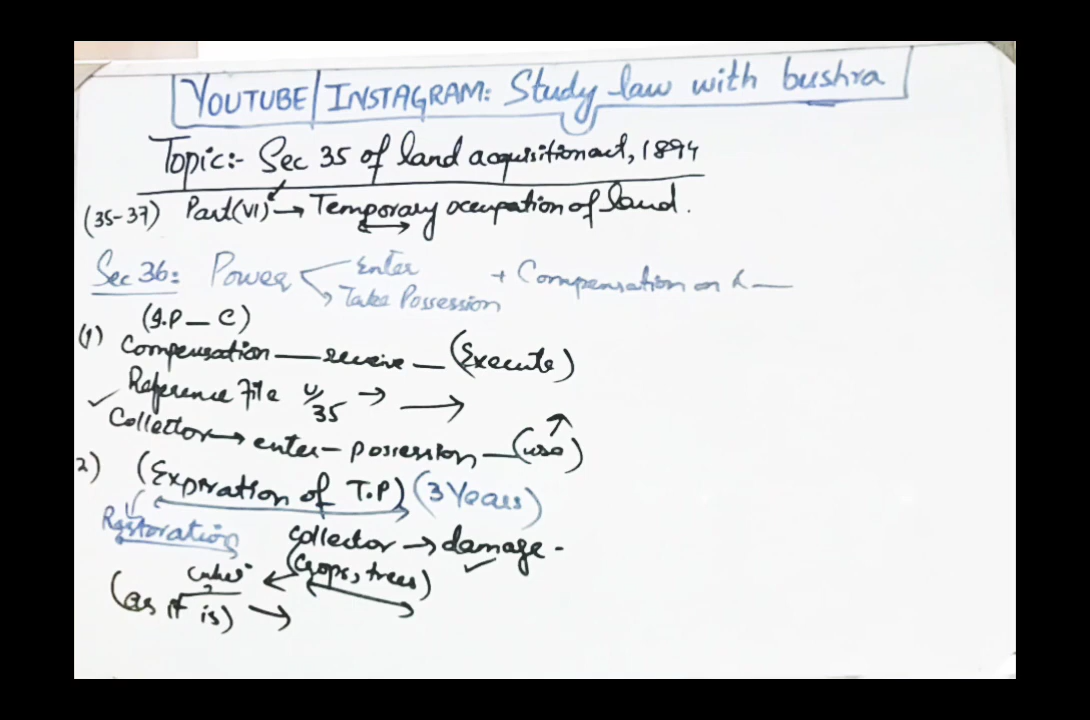 YOUTUBE/INSTAGRAM: Study law with bushra
Topic:- Sec 35 of land acquisition act, 1894
(35-37) Part(VI) → Temporary occupation of land.
Sec 36: Power Enter + Compensation on
Take Possession
(I.P — C)
(1) Compensation — receive — (Execute)
Reference File U/35 → →
✓ Collector → enter - possession — (use)
2) (Expiration of T.P) (3 Years)
Restoration Collector → damage -
(crops, trees)
(as it is) →